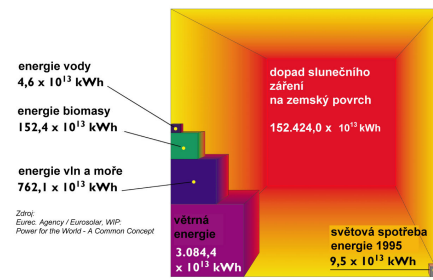 energie vody
4,6 x 10¹³ kWh
energie biomasy
152,4 x 10¹³ kWh
energie vln a moře
762,1 x 10¹³ kWh
Zdroj:
Eurec. Agency / Eurosolar, WIP:
Power for the World - A Common Concept
dopad slunečního
záření
na zemský povrch
152.424,0 x 10¹³ kWh
větrná
energie
3.084,4
x 10¹³ kWh
světová spotřeba
energie 1995
9,5 x 10¹³ kWh